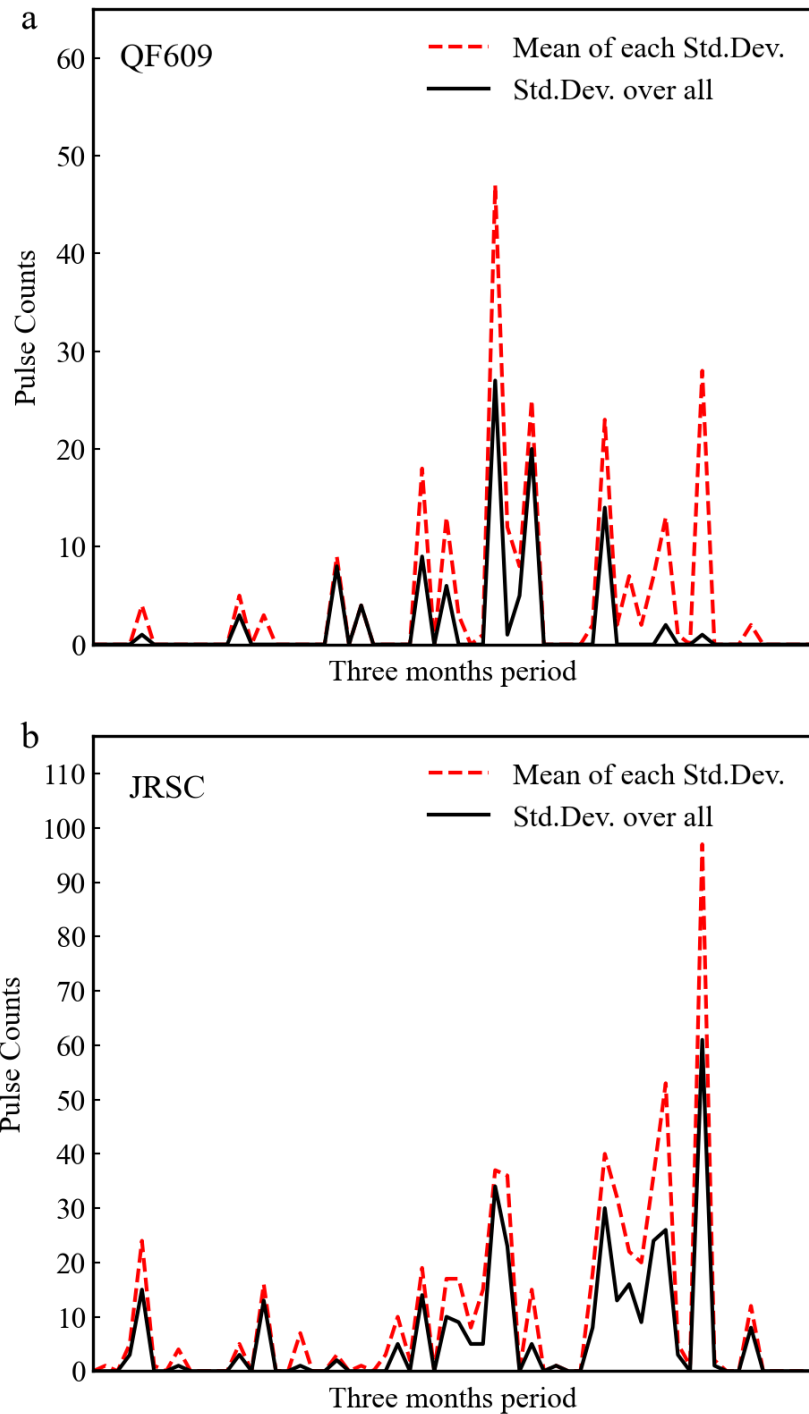 a
QF609
Mean of each Std.Dev.
Std.Dev. over all
60
50
40
30
20
10
0
Pulse Counts
Three months period
b
JRSC
Mean of each Std.Dev.
Std.Dev. over all
110
100
90
80
70
60
50
40
30
20
10
0
Pulse Counts
Three months period